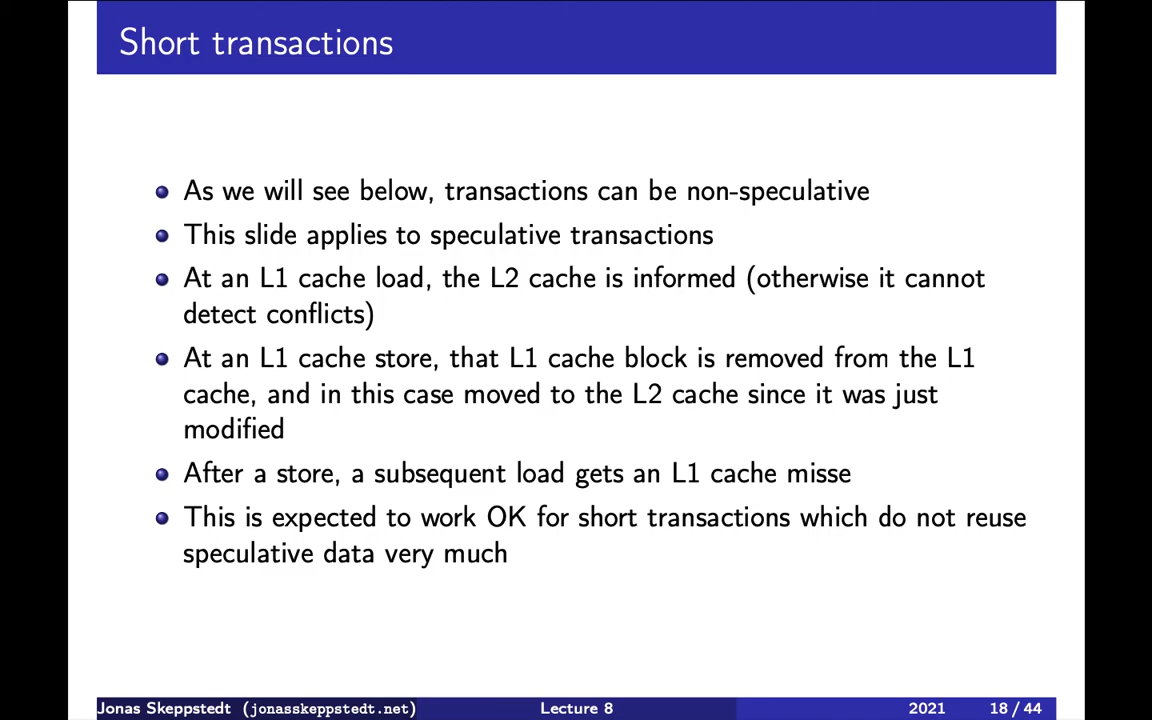 Short transactions
As we will see below, transactions can be non-speculative
This slide applies to speculative transactions
At an L1 cache load, the L2 cache is informed (otherwise it cannot
detect conflicts)
At an L1 cache store, that L1 cache block is removed from the L1
cache, and in this case moved to the L2 cache since it was just
modified
After a store, a subsequent load gets an L1 cache misse
This is expected to work OK for short transactions which do not reuse
speculative data very much
Jonas Skeppstedt (jonasskeppstedt.net) Lecture 8 2021 18 / 44